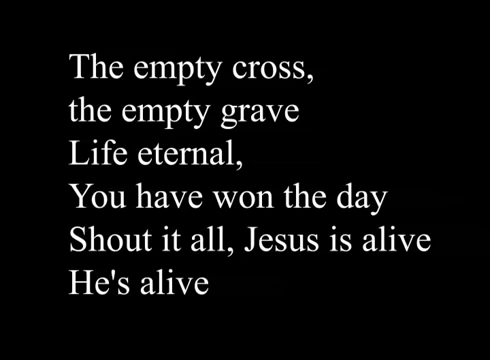 The empty cross,
the empty grave
Life eternal,
You have won the day
Shout it all, Jesus is alive
He's alive